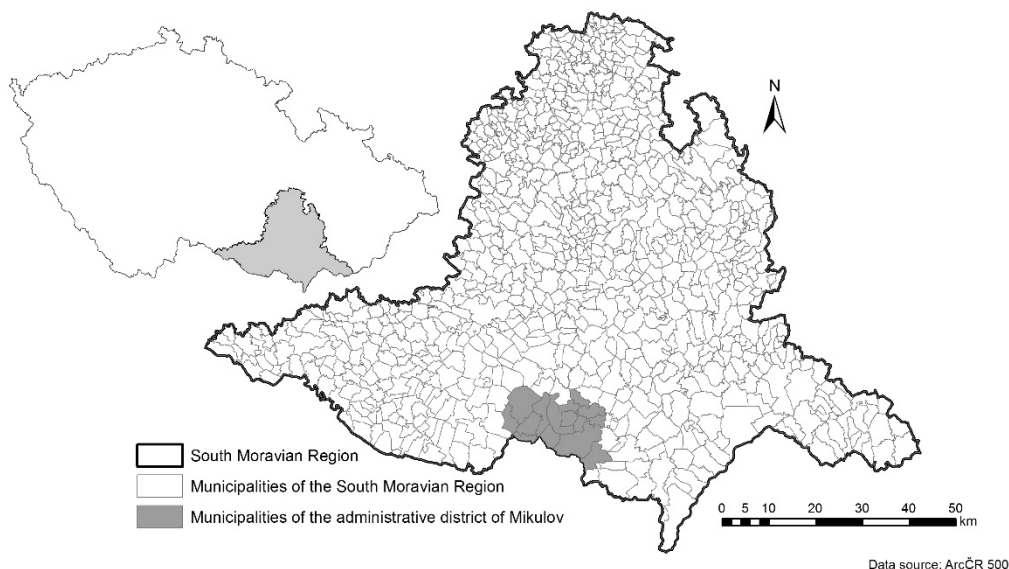 N
South Moravian Region
Municipalities of the South Moravian Region
Municipalities of the administrative district of Mikulov
0 5 10 20 30 40 50
km
Data source: ArcČR 500